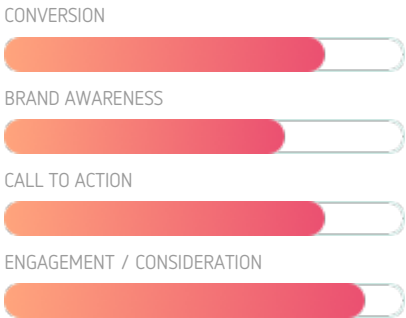 CONVERSION
BRAND AWARENESS
CALL TO ACTION
ENGAGEMENT / CONSIDERATION